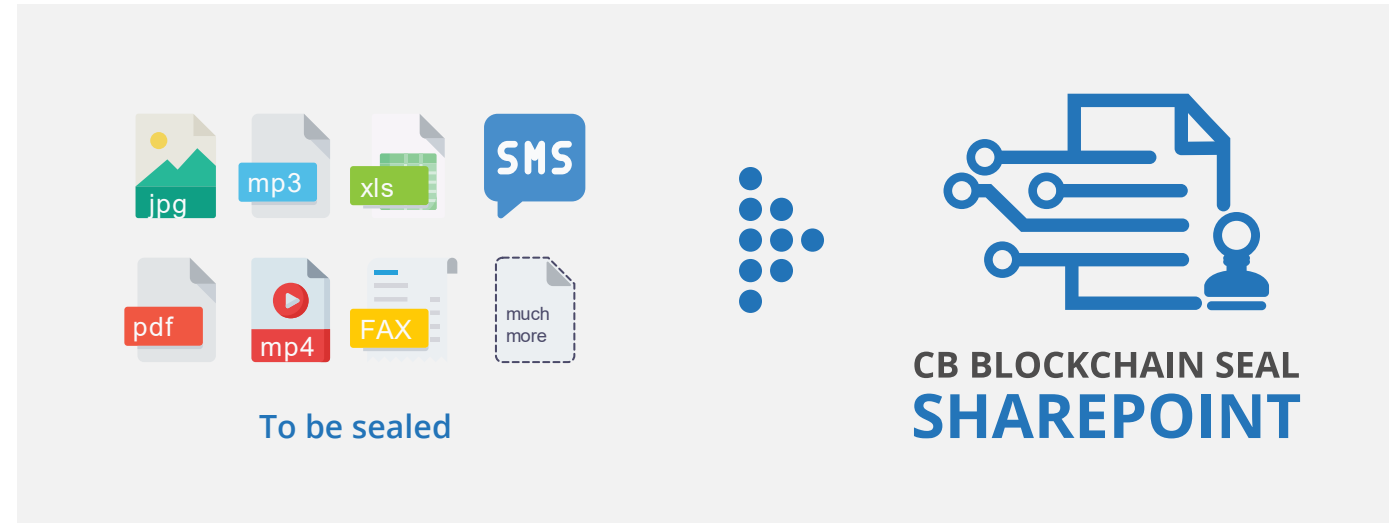 jpg
mp3
xls
SMS
pdf
mp4
FAX
much
more
To be sealed
CB BLOCKCHAIN SEAL
SHAREPOINT